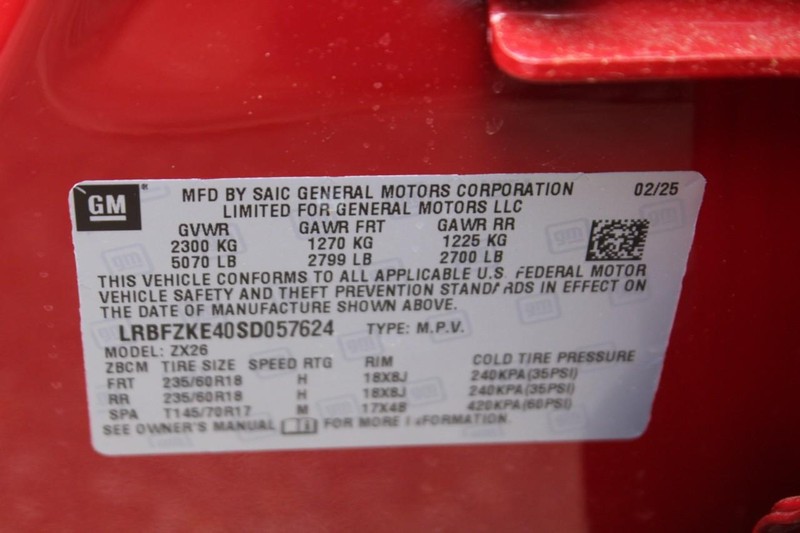 GM MFD BY SAIC GENERAL MOTORS CORPORATION 02/25
LIMITED FOR GENERAL MOTORS LLC
GVWR GAWR FRT GAWR RR
2300 KG 1270 KG 1225 KG
5070 LB 2799 LB 2700 LB
THIS VEHICLE CONFORMS TO ALL APPLICABLE U.S. FEDERAL MOTOR
VEHICLE SAFETY AND THEFT PREVENTION STANDARDS IN EFFECT ON
THE DATE OF MANUFACTURE SHOWN ABOVE.
LRBFZKE40SD057624 TYPE: M.P.V.
MODEL: ZX26
ZBCM TIRE SIZE SPEED RTG RIM COLD TIRE PRESSURE
FRT 235/60R18 H 18X8J 240KPA(35PSI)
RR 235/60R18 H 18X8J 240KPA(35PSI)
SPA T145/70R17 M 17X4B 420KPA(60PSI)
SEE OWNER'S MANUAL FOR MORE INFORMATION.